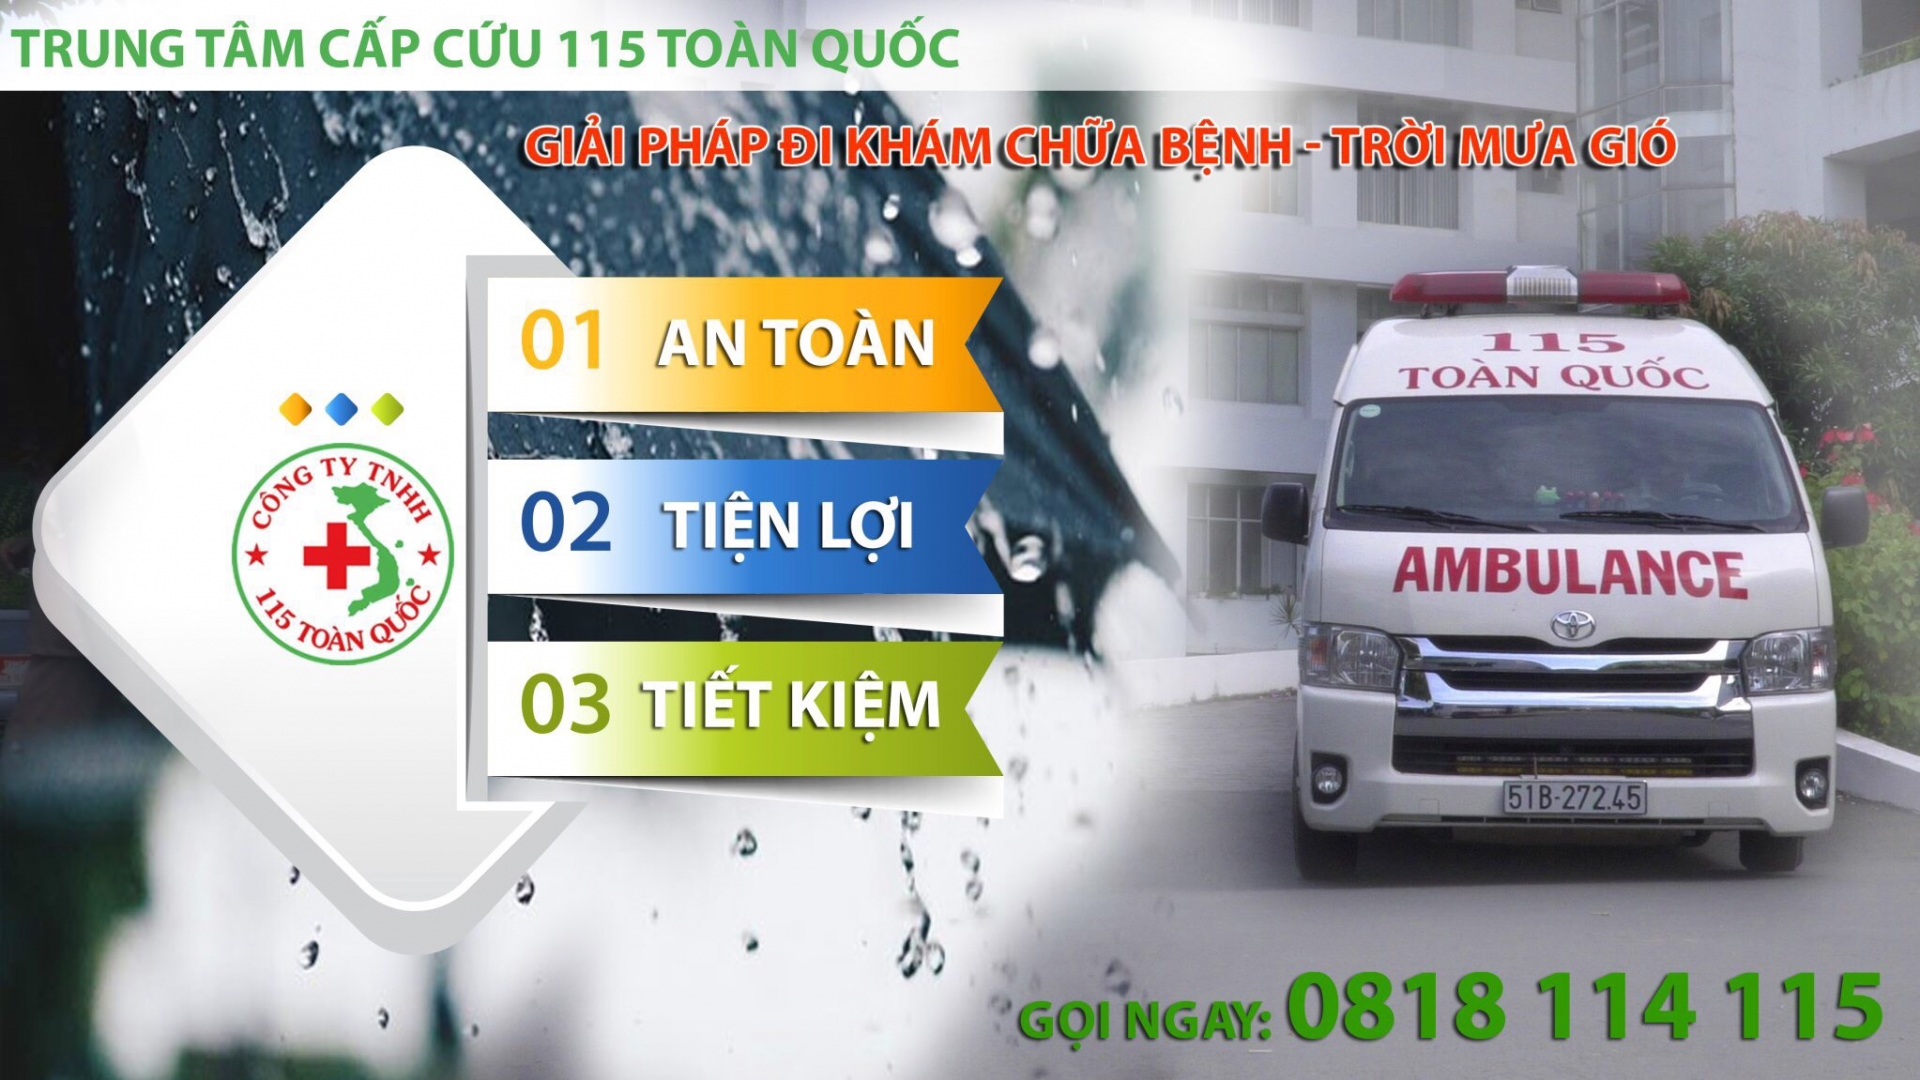 TRUNG TÂM CẤP CỨU 115 TOÀN QUỐC
GIẢI PHÁP ĐI KHÁM CHỮA BỆNH - TRỜI MƯA GIÓ
01 AN TOÀN
02 TIỆN LỢI
03 TIẾT KIỆM
CÔNG TY TNHH
115 TOÀN QUỐC
115
TOÀN QUỐC
AMBULANCE
51B-272.45
GỌI NGAY: 0818 114 115